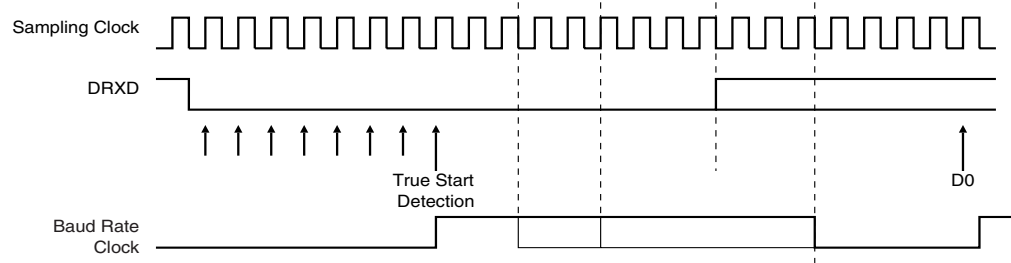 Sampling Clock
DRXD
True Start
Detection
D0
Baud Rate
Clock